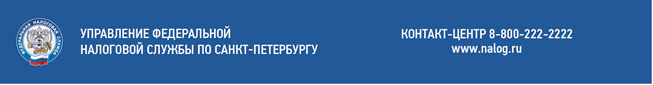 УПРАВЛЕНИЕ ФЕДЕРАЛЬНОЙ
НАЛОГОВОЙ СЛУЖБЫ ПО САНКТ-ПЕТЕРБУРГУ
КОНТАКТ-ЦЕНТР 8-800-222-2222
www.nalog.ru